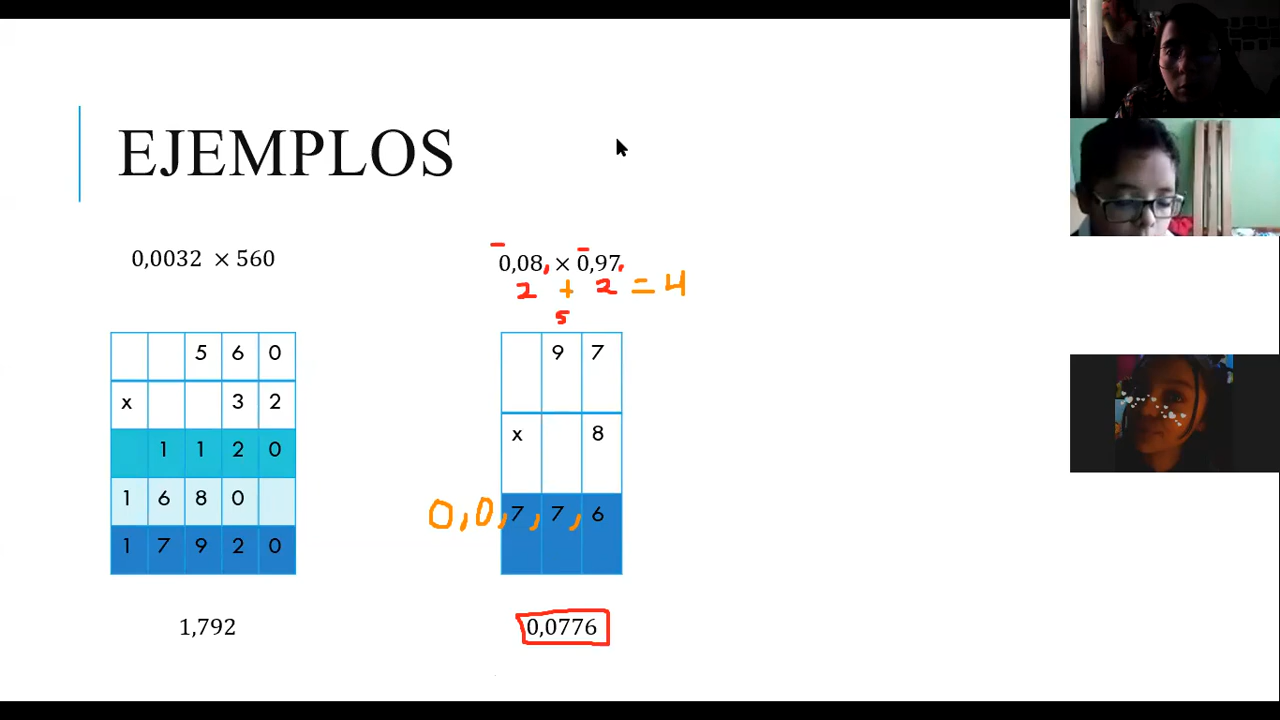 EJEMPLOS
0,0032 × 560
5 6 0
x 3 2
1 1 2 0
1 6 8 0
1 7 9 2 0
1,792
0,08, × 0,97,
2 + 2 = 4
5
9 7
x 8
0,0,7,7,6
0,0776